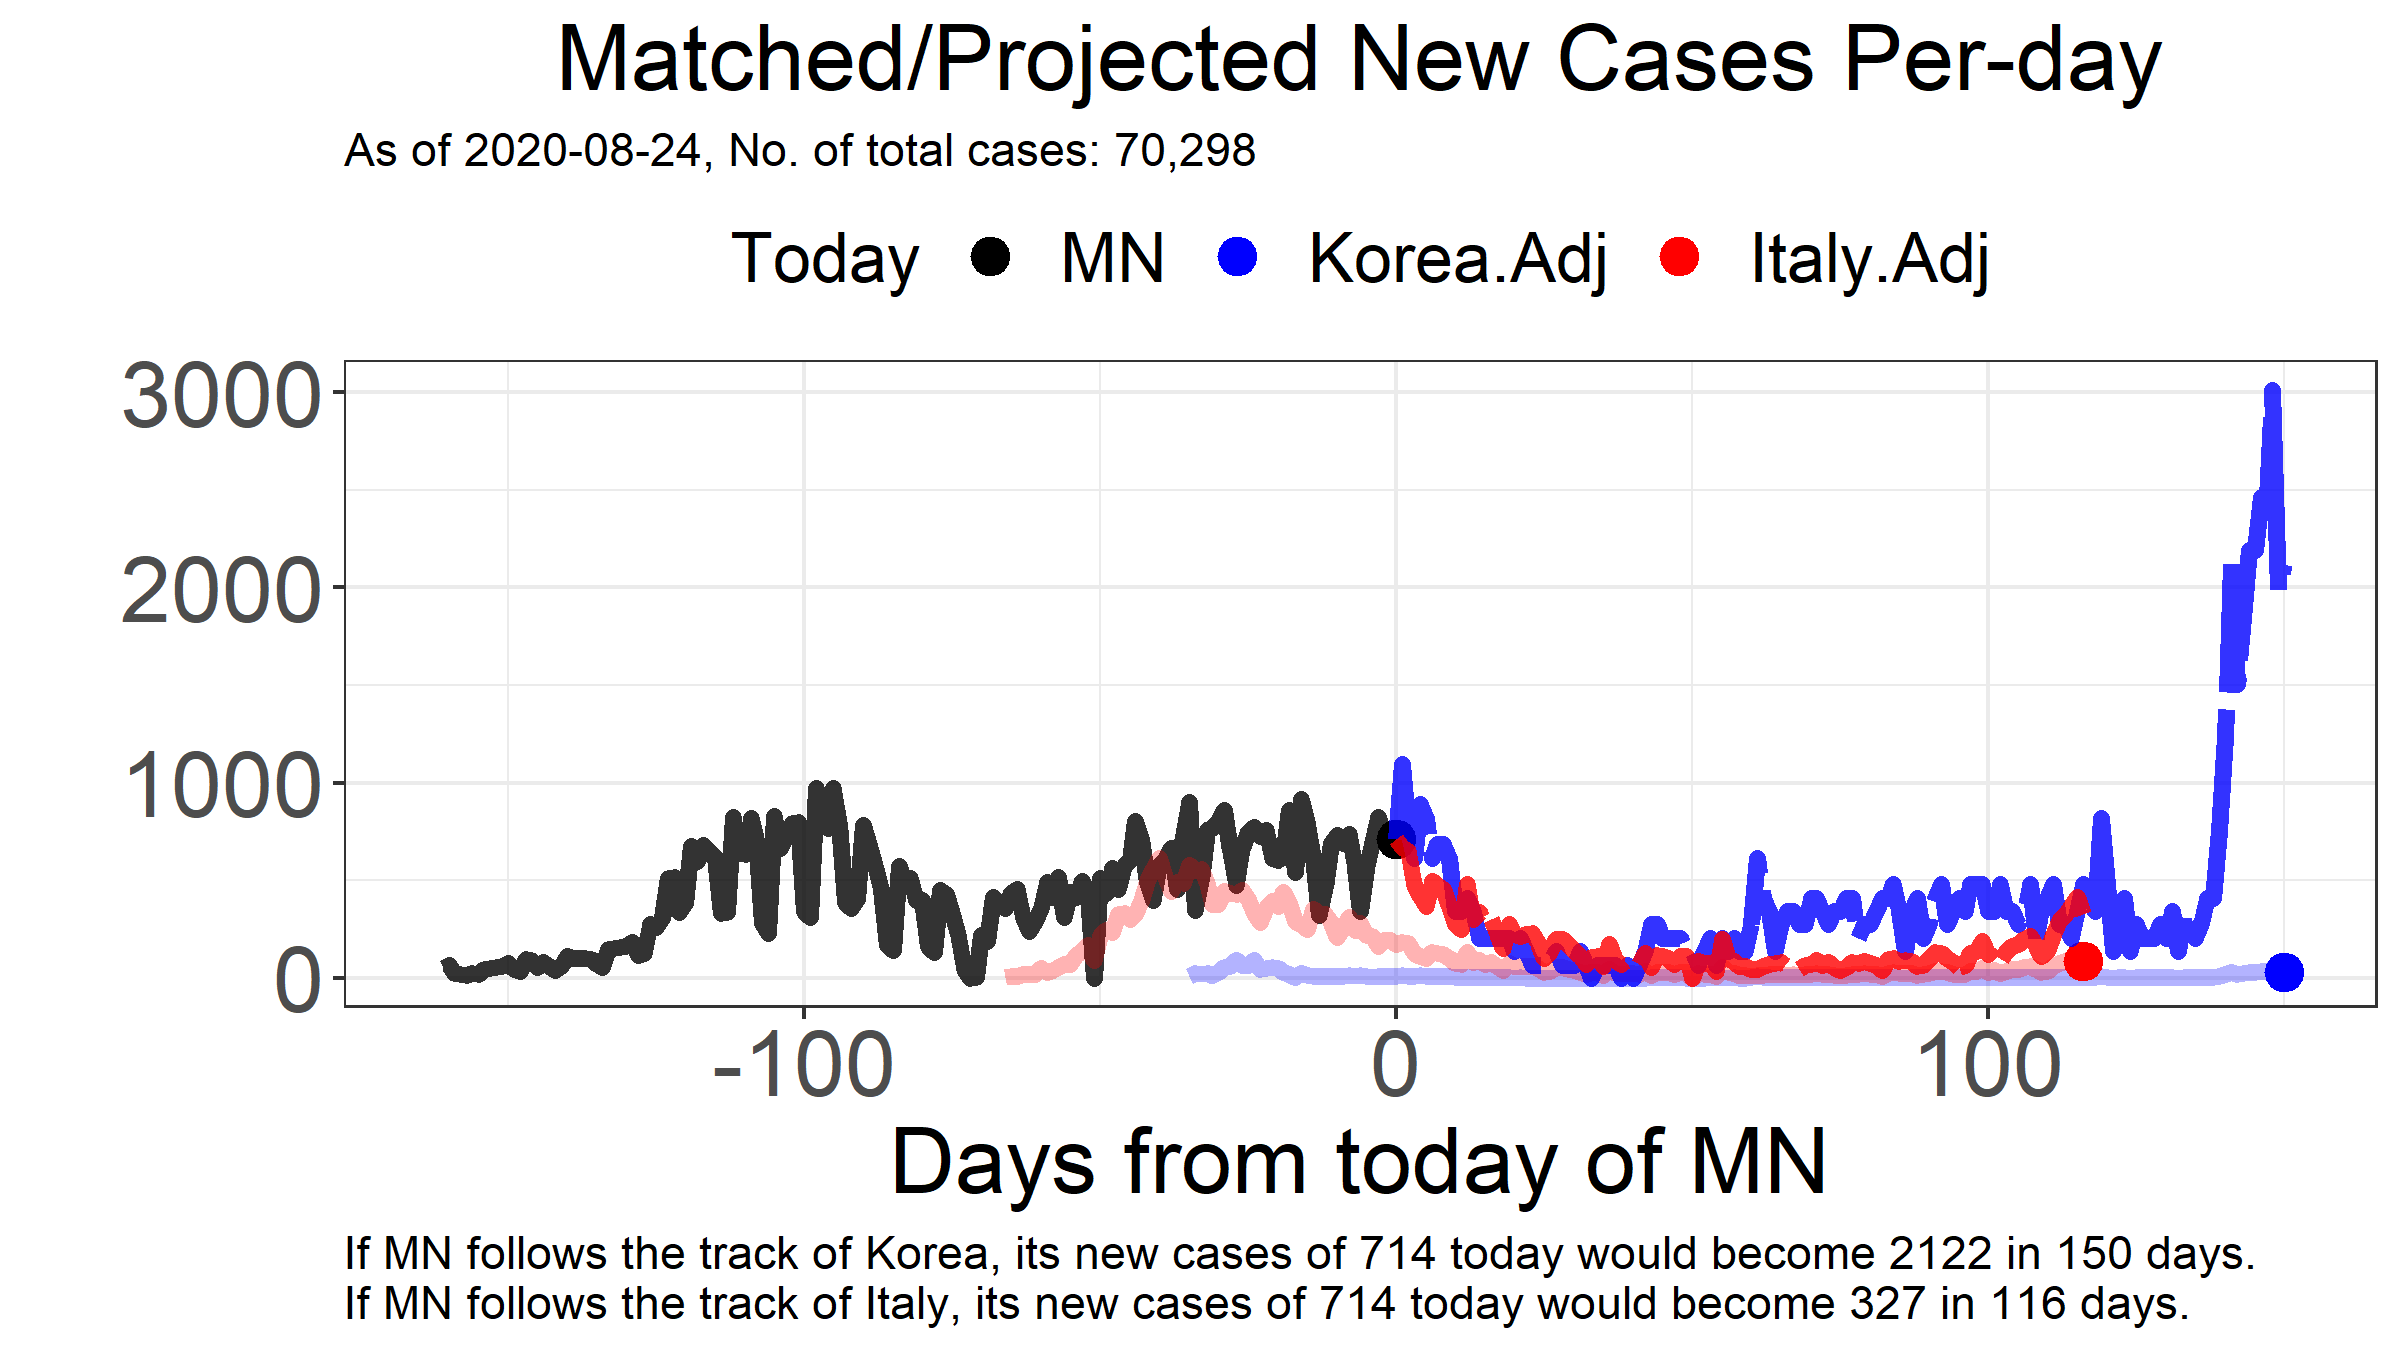 Matched/Projected New Cases Per-day
As of 2020-08-24, No. of total cases: 70,298
Today MN Korea.Adj Italy.Adj
3000
2000
1000
0
-100 0 100
Days from today of MN
If MN follows the track of Korea, its new cases of 714 today would become 2122 in 150 days.
If MN follows the track of Italy, its new cases of 714 today would become 327 in 116 days.